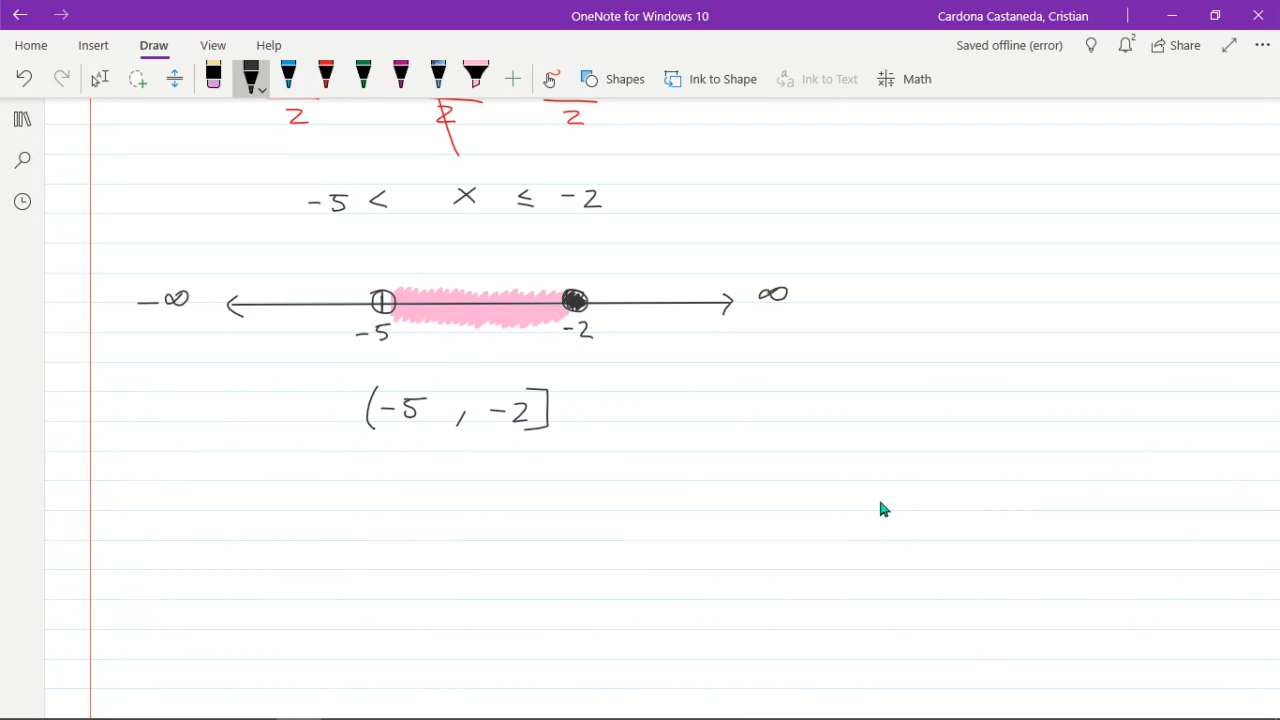 OneNote for Windows 10
Cardona Castaneda, Cristian
Home Insert Draw View Help
Saved offline (error)
2
Share
Shapes Ink to Shape Ink to Text Math
2 2 2
-5 < x ≤ -2
-∞ ∞
-5 -2
(-5 , -2]